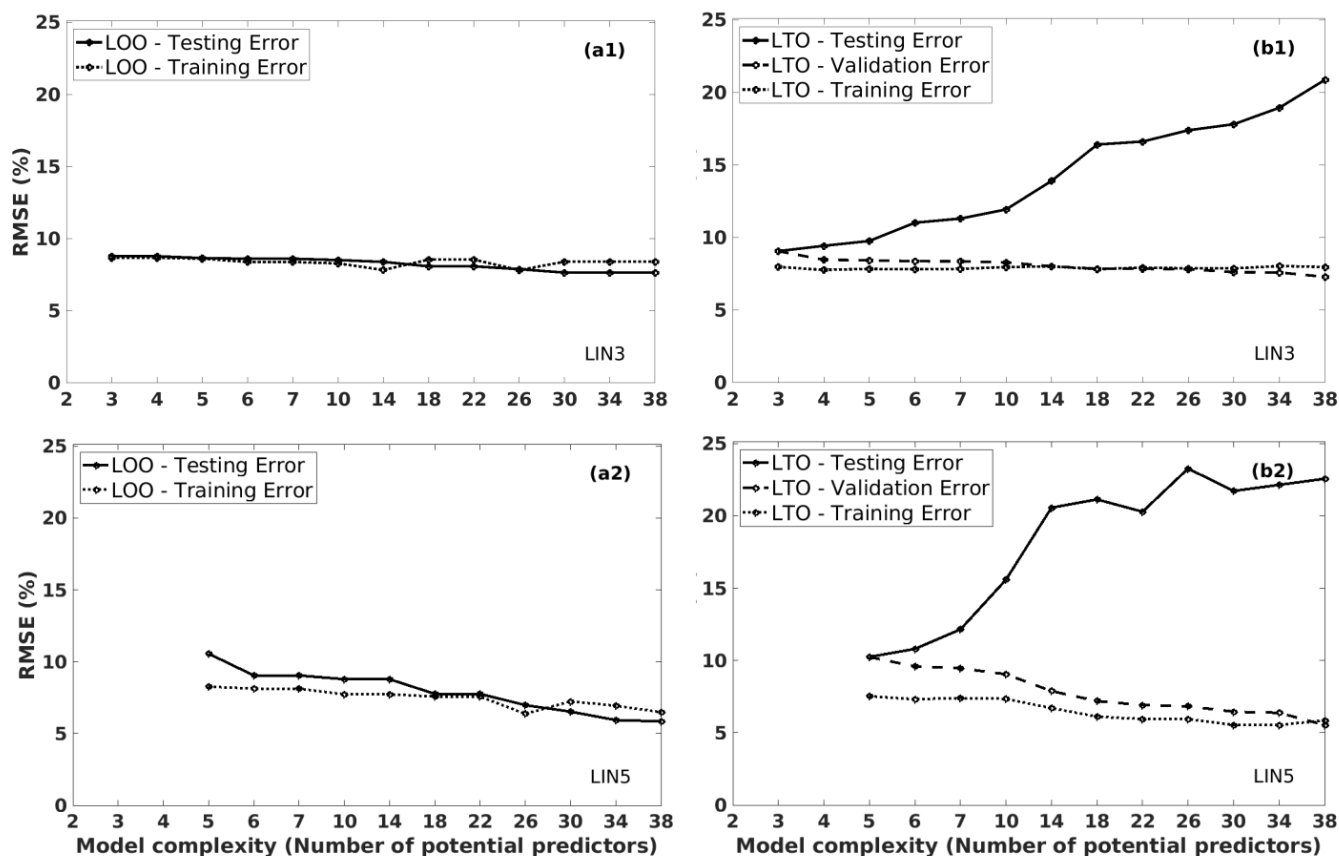 25
20
15
10
5
0
RMSE (%)
LOO - Testing Error
LOO - Training Error
(a1)
LIN3
2 3 4 5 6 7 10 14 18 22 26 30 34 38
25
20
15
10
5
0
LTO - Testing Error
LTO - Validation Error
LTO - Training Error
(b1)
LIN3
2 3 4 5 6 7 10 14 18 22 26 30 34 38
25
20
15
10
5
0
RMSE (%)
LOO - Testing Error
LOO - Training Error
(a2)
LIN5
2 3 4 5 6 7 10 14 18 22 26 30 34 38
Model complexity (Number of potential predictors)
25
20
15
10
5
0
LTO - Testing Error
LTO - Validation Error
LTO - Training Error
(b2)
LIN5
2 3 4 5 6 7 10 14 18 22 26 30 34 38
Model complexity (Number of potential predictors)